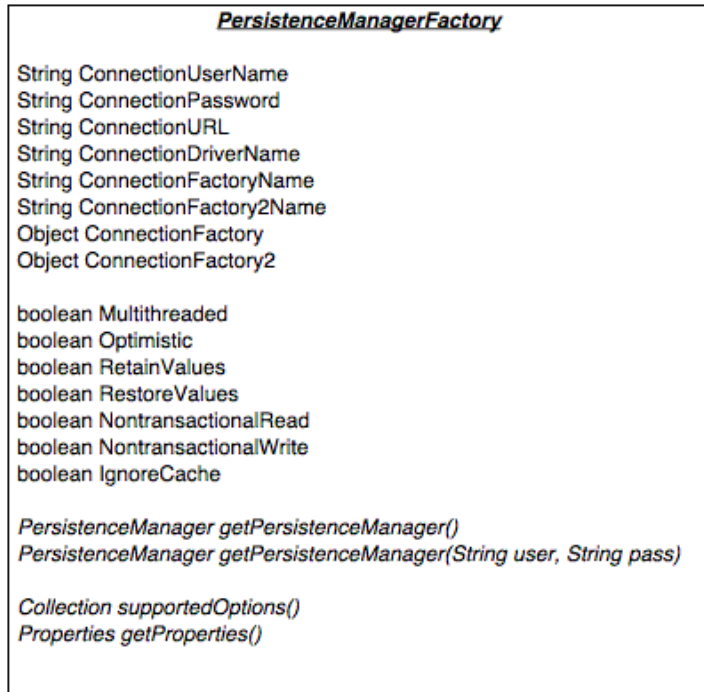 PersistenceManagerFactory
String ConnectionUserName
String ConnectionPassword
String ConnectionURL
String ConnectionDriverName
String ConnectionFactoryName
String ConnectionFactory2Name
Object ConnectionFactory
Object ConnectionFactory2
boolean Multithreaded
boolean Optimistic
boolean RetainValues
boolean RestoreValues
boolean NontransactionalRead
boolean NontransactionalWrite
boolean IgnoreCache
PersistenceManager getPersistenceManager()
PersistenceManager getPersistenceManager(String user, String pass)
Collection supportedOptions()
Properties getProperties()